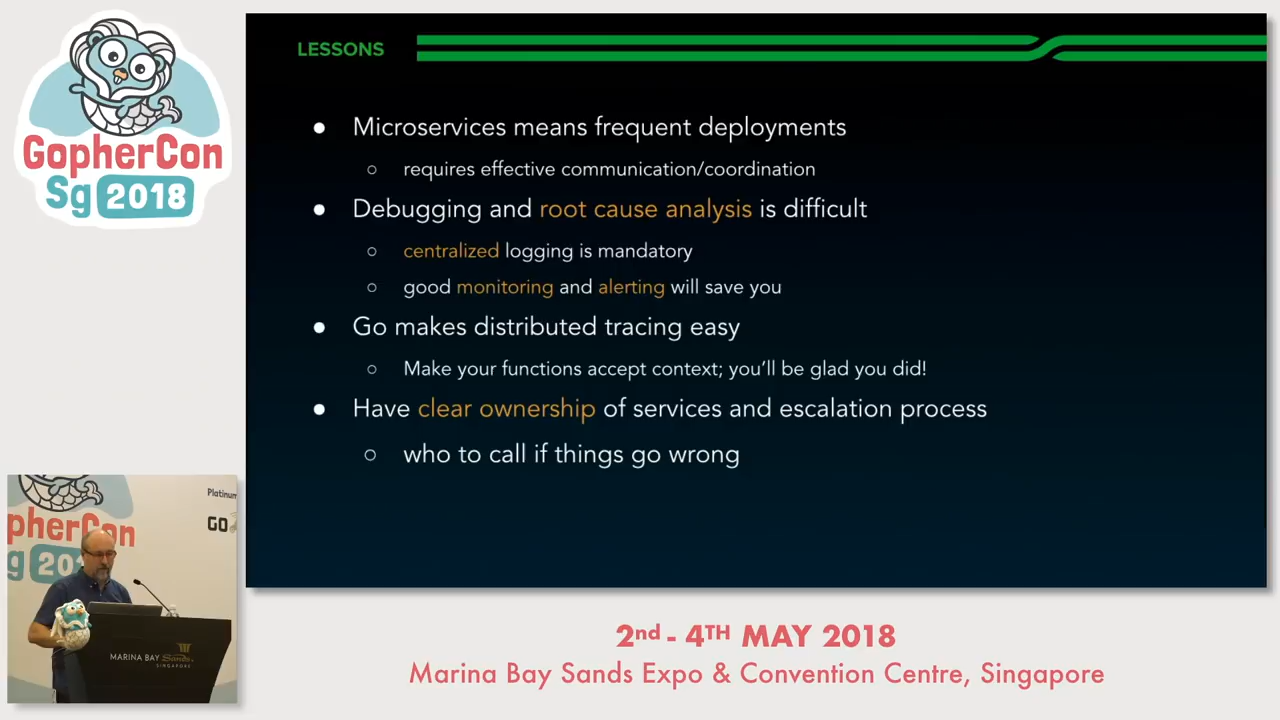 GopherCon
Sg 2018
LESSONS
● Microservices means frequent deployments
○ requires effective communication/coordination
● Debugging and root cause analysis is difficult
○ centralized logging is mandatory
○ good monitoring and alerting will save you
● Go makes distributed tracing easy
○ Make your functions accept context; you'll be glad you did!
● Have clear ownership of services and escalation process
○ who to call if things go wrong
Platinum
GO
pherCon
g 201
MARINA BAY Sands
SINGAPORE
2nd - 4TH MAY 2018
Marina Bay Sands Expo & Convention Centre, Singapore